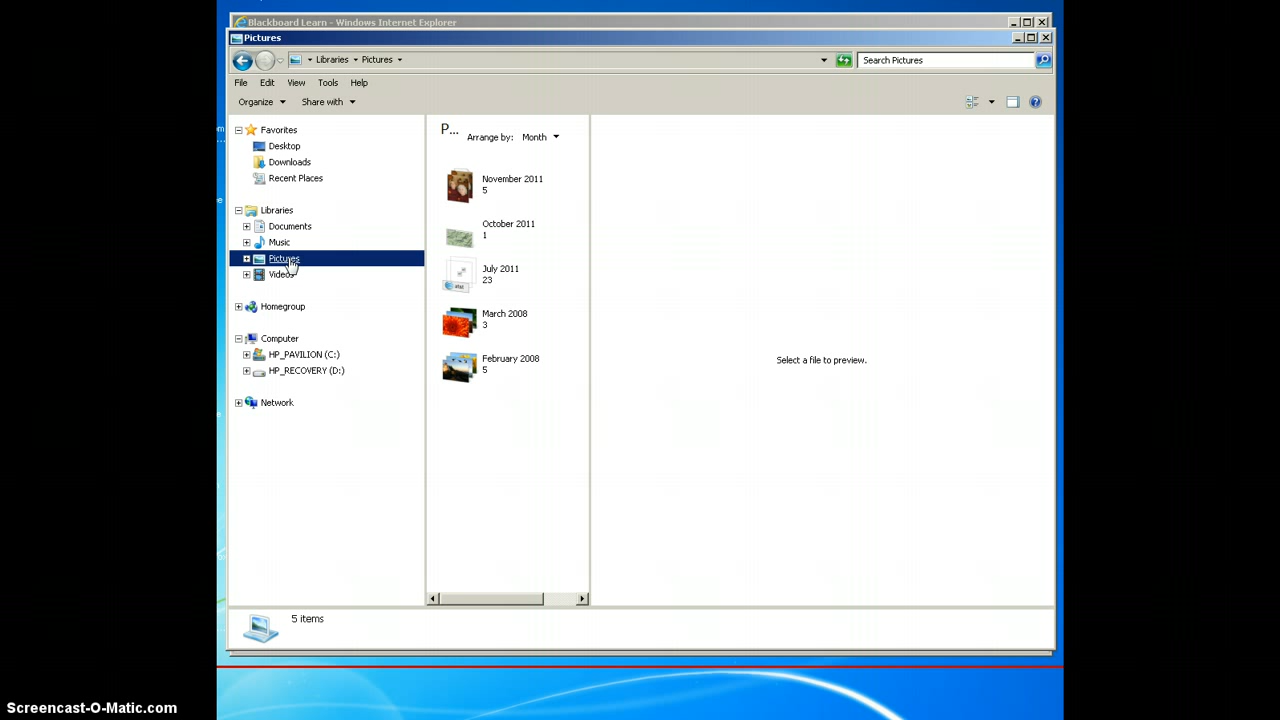 Blackboard Learn - Windows Internet Explorer
Pictures
Libraries Pictures
Search Pictures
File Edit View Tools Help
Organize Share with
Favorites
Desktop
Downloads
Recent Places
Libraries
Documents
Music
Pictures
Videos
Homegroup
Computer
HP_PAVILION (C:)
HP_RECOVERY (D:)
Network
P... Arrange by: Month
November 2011
5
October 2011
1
July 2011
23
at&t
March 2008
3
February 2008
5
Select a file to preview.
5 items
Screencast-O-Matic.com